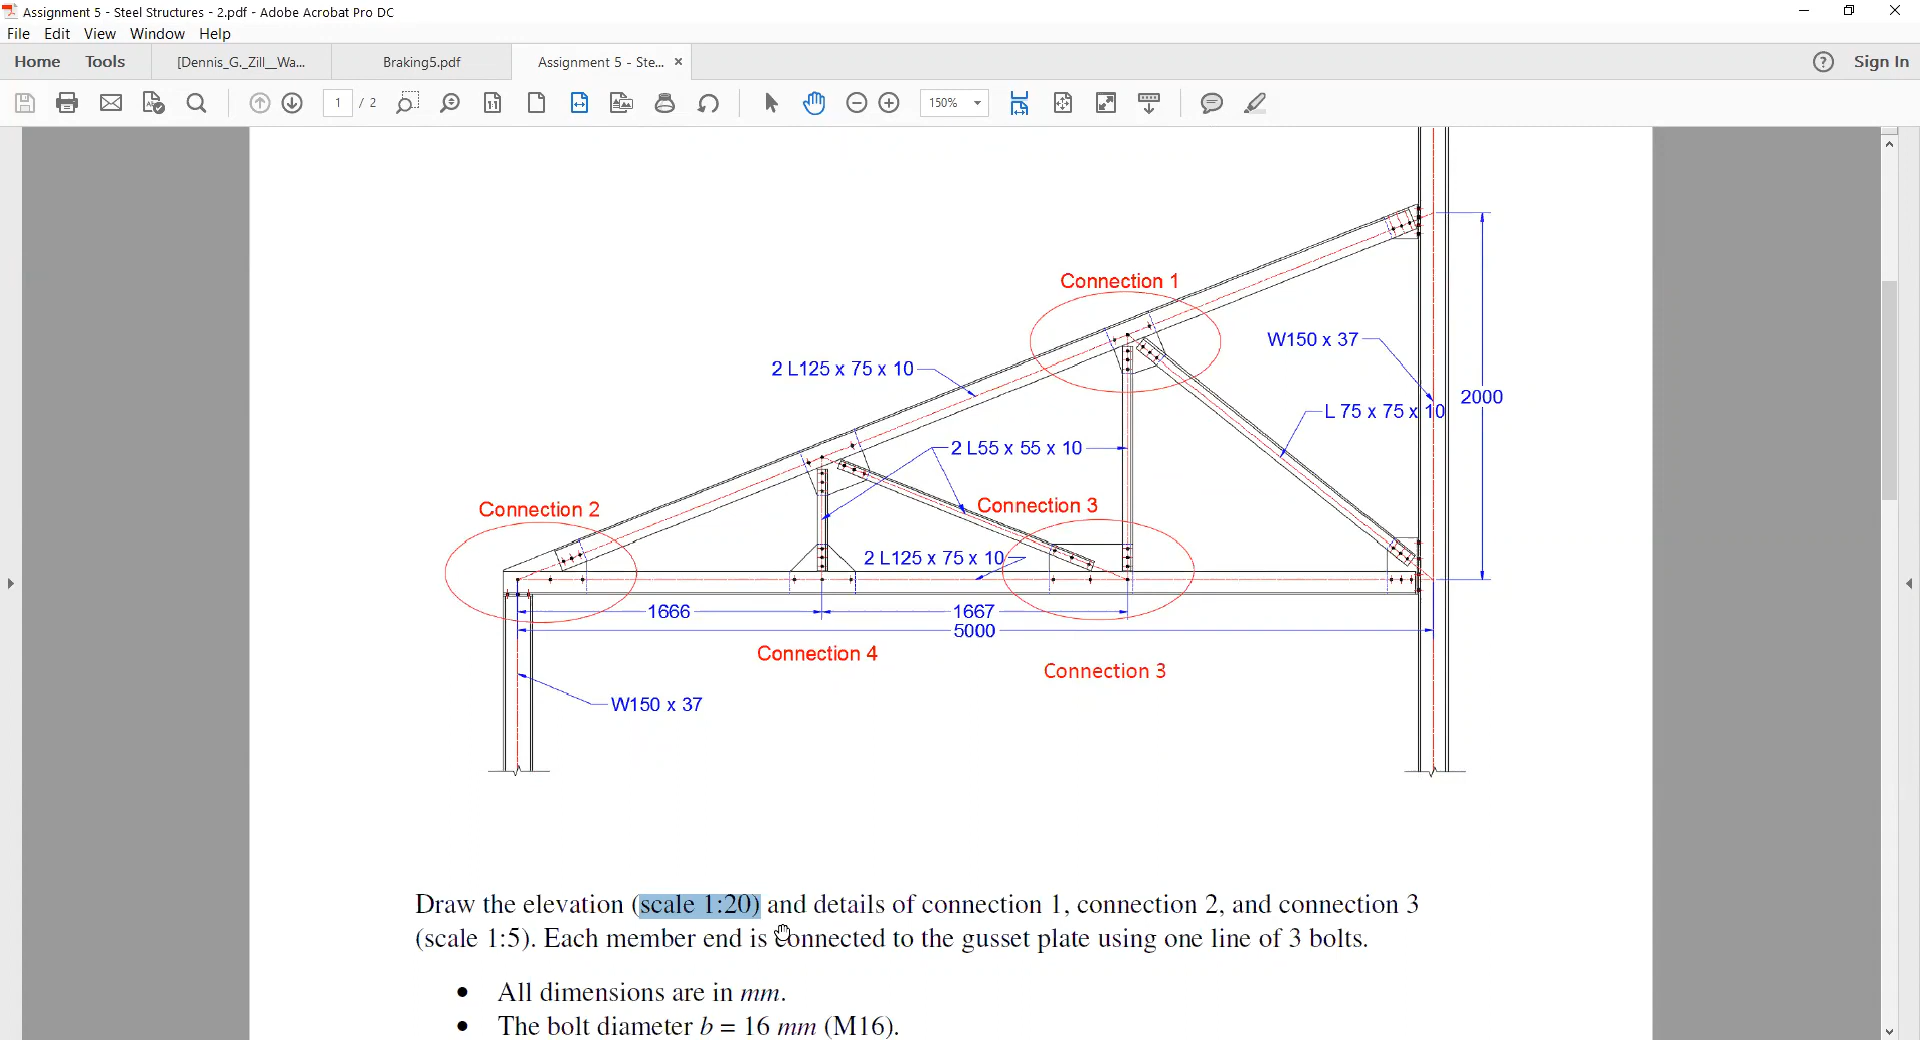 Assignment 5 - Steel Structures - 2.pdf - Adobe Acrobat Pro DC
File Edit View Window Help
Home Tools [Dennis_G._Zill__Wa... Braking5.pdf Assignment 5 - Ste... × Sign In
1 / 2 150%
Connection 1
W150 x 37
2 L125 x 75 x 10
2000
L 75 x 75 x 10
2 L55 x 55 x 10
Connection 2
Connection 3
2 L125 x 75 x 10
1666
1667
5000
Connection 4
Connection 3
W150 x 37
Draw the elevation (scale 1:20) and details of connection 1, connection 2, and connection 3
(scale 1:5). Each member end is connected to the gusset plate using one line of 3 bolts.
• All dimensions are in mm.
• The bolt diameter b = 16 mm (M16).